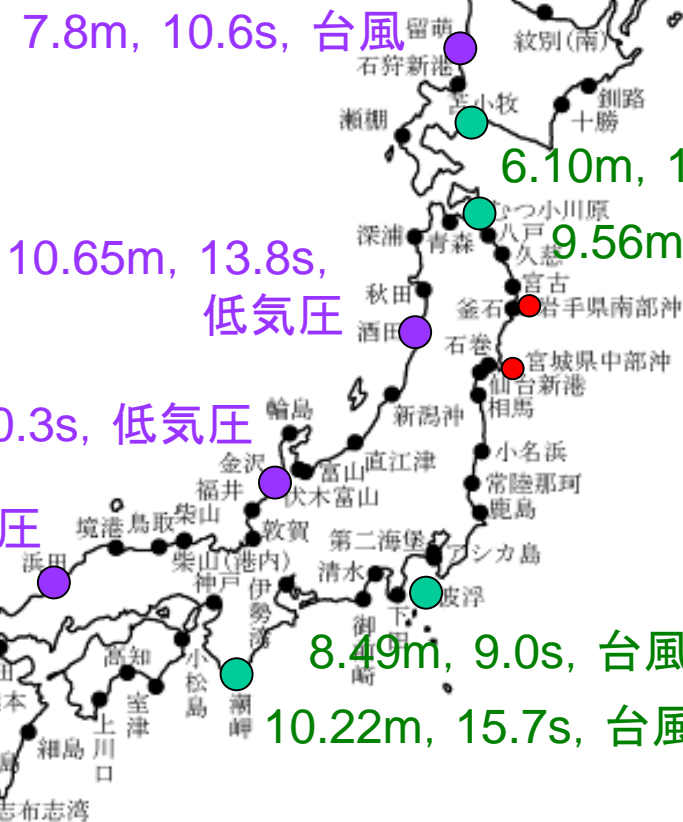 7.8m, 10.6s, 台風
留萌
紋別(南)
石狩新港
釧路
苫小牧
十勝
瀬棚
6.10m, 1
むつ小川原
深浦
青森
八戸
9.56m
久慈
10.65m, 13.8s,
低気圧
宮古
秋田
釜石
岩手県南部沖
酒田
石巻
宮城県中部沖
仙台新港
相馬
新潟沖
0.3s, 低気圧
輪島
小名浜
直江津
金沢
富山
伏木富山
常陸那珂
福井
鹿島
圧
境港
鳥取
柴山
敦賀
第二海堡
アシカ島
浜田
柴山(港内)
清水
神戸
伊勢湾
波浮
下田
御前崎
8.49m, 9.0s, 台風
高知
小松島
室津
潮岬
10.22m, 15.7s, 台風
上川口
細島
志布志湾